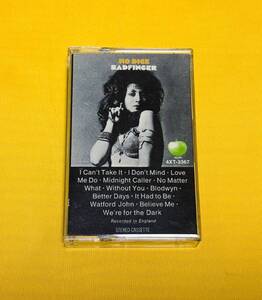 NO DICE
BADFINGER
4XT-3367
I Can't Take It • I Don't Mind • Love
Me Do • Midnight Caller • No Matter
What • Without You • Blodwyn •
Better Days • It Had to Be •
Watford John • Believe Me •
We're for the Dark
Recorded in England
STEREO CASSETTE